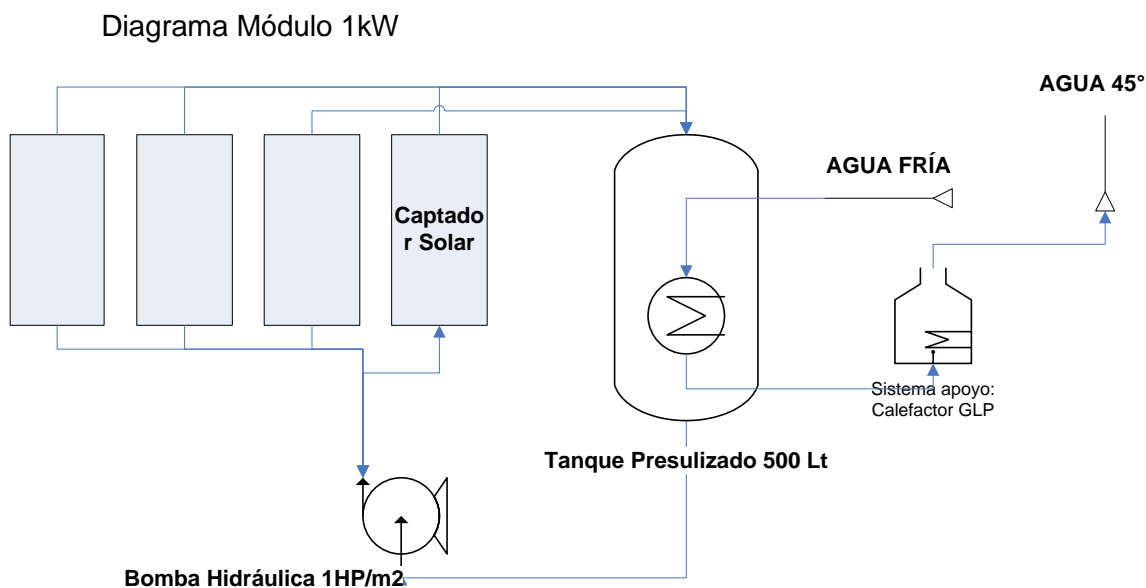 Diagrama Módulo 1kW
AGUA 45°
AGUA FRÍA
Captado
r Solar
Sistema apoyo:
Calefactor GLP
Tanque Presulizado 500 Lt
Bomba Hidráulica 1HP/m2